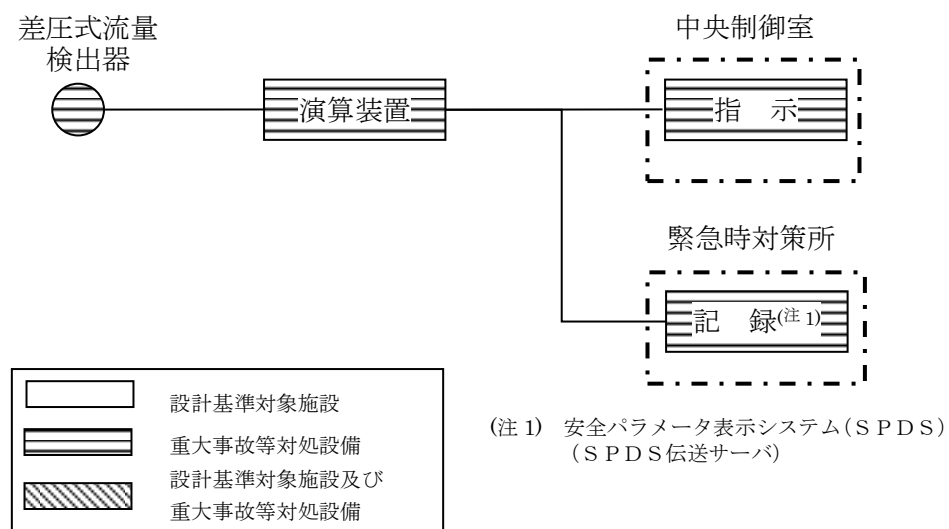 差圧式流量
検出器
演算装置
中央制御室
指　示
緊急時対策所
記　録(注 1)
設計基準対象施設
重大事故等対処設備
設計基準対象施設及び
重大事故等対処設備
(注 1)　安全パラメータ表示システム(ＳＰＤＳ)
(ＳＰＤＳ伝送サーバ)